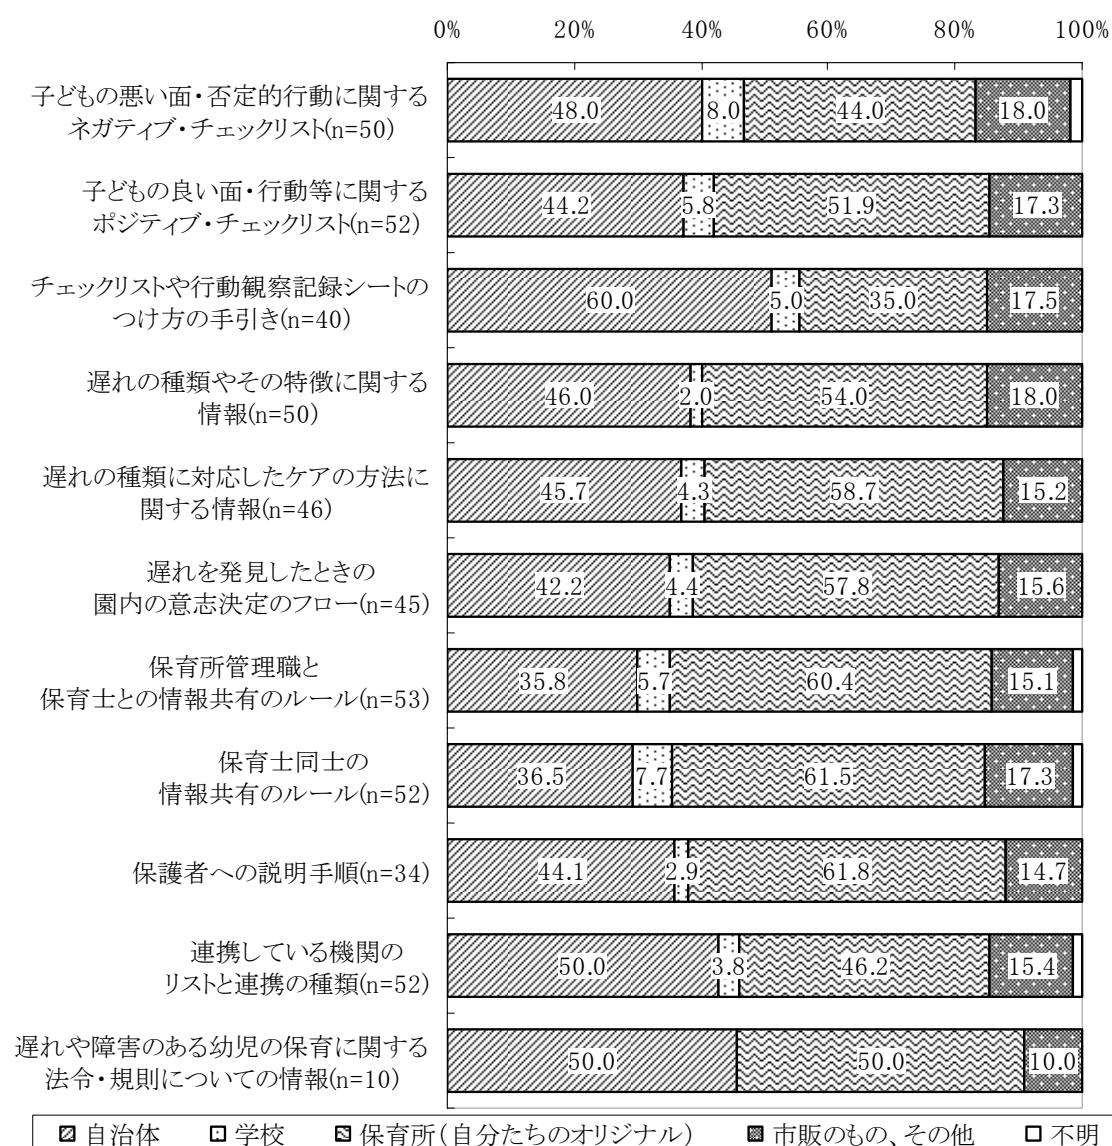 0% 20% 40% 60% 80% 100%
子どもの悪い面・否定的行動に関する
ネガティブ・チェックリスト(n=50)
48.0 8.0 44.0 18.0
子どもの良い面・行動等に関する
ポジティブ・チェックリスト(n=52)
44.2 5.8 51.9 17.3
チェックリストや行動観察記録シートの
つけ方の手引き(n=40)
60.0 5.0 35.0 17.5
遅れの種類やその特徴に関する
情報(n=50)
46.0 2.0 54.0 18.0
遅れの種類に対応したケアの方法に
関する情報(n=46)
45.7 4.3 58.7 15.2
遅れを発見したときの
園内の意志決定のフロー(n=45)
42.2 4.4 57.8 15.6
保育所管理職と
保育士との情報共有のルール(n=53)
35.8 5.7 60.4 15.1
保育士同士の
情報共有のルール(n=52)
36.5 7.7 61.5 17.3
保護者への説明手順(n=34)
44.1 2.9 61.8 14.7
連携している機関の
リストと連携の種類(n=52)
50.0 3.8 46.2 15.4
遅れや障害のある幼児の保育に関する
法令・規則についての情報(n=10)
50.0 50.0 10.0
自治体 学校 保育所(自分たちのオリジナル) 市販のもの、その他 不明